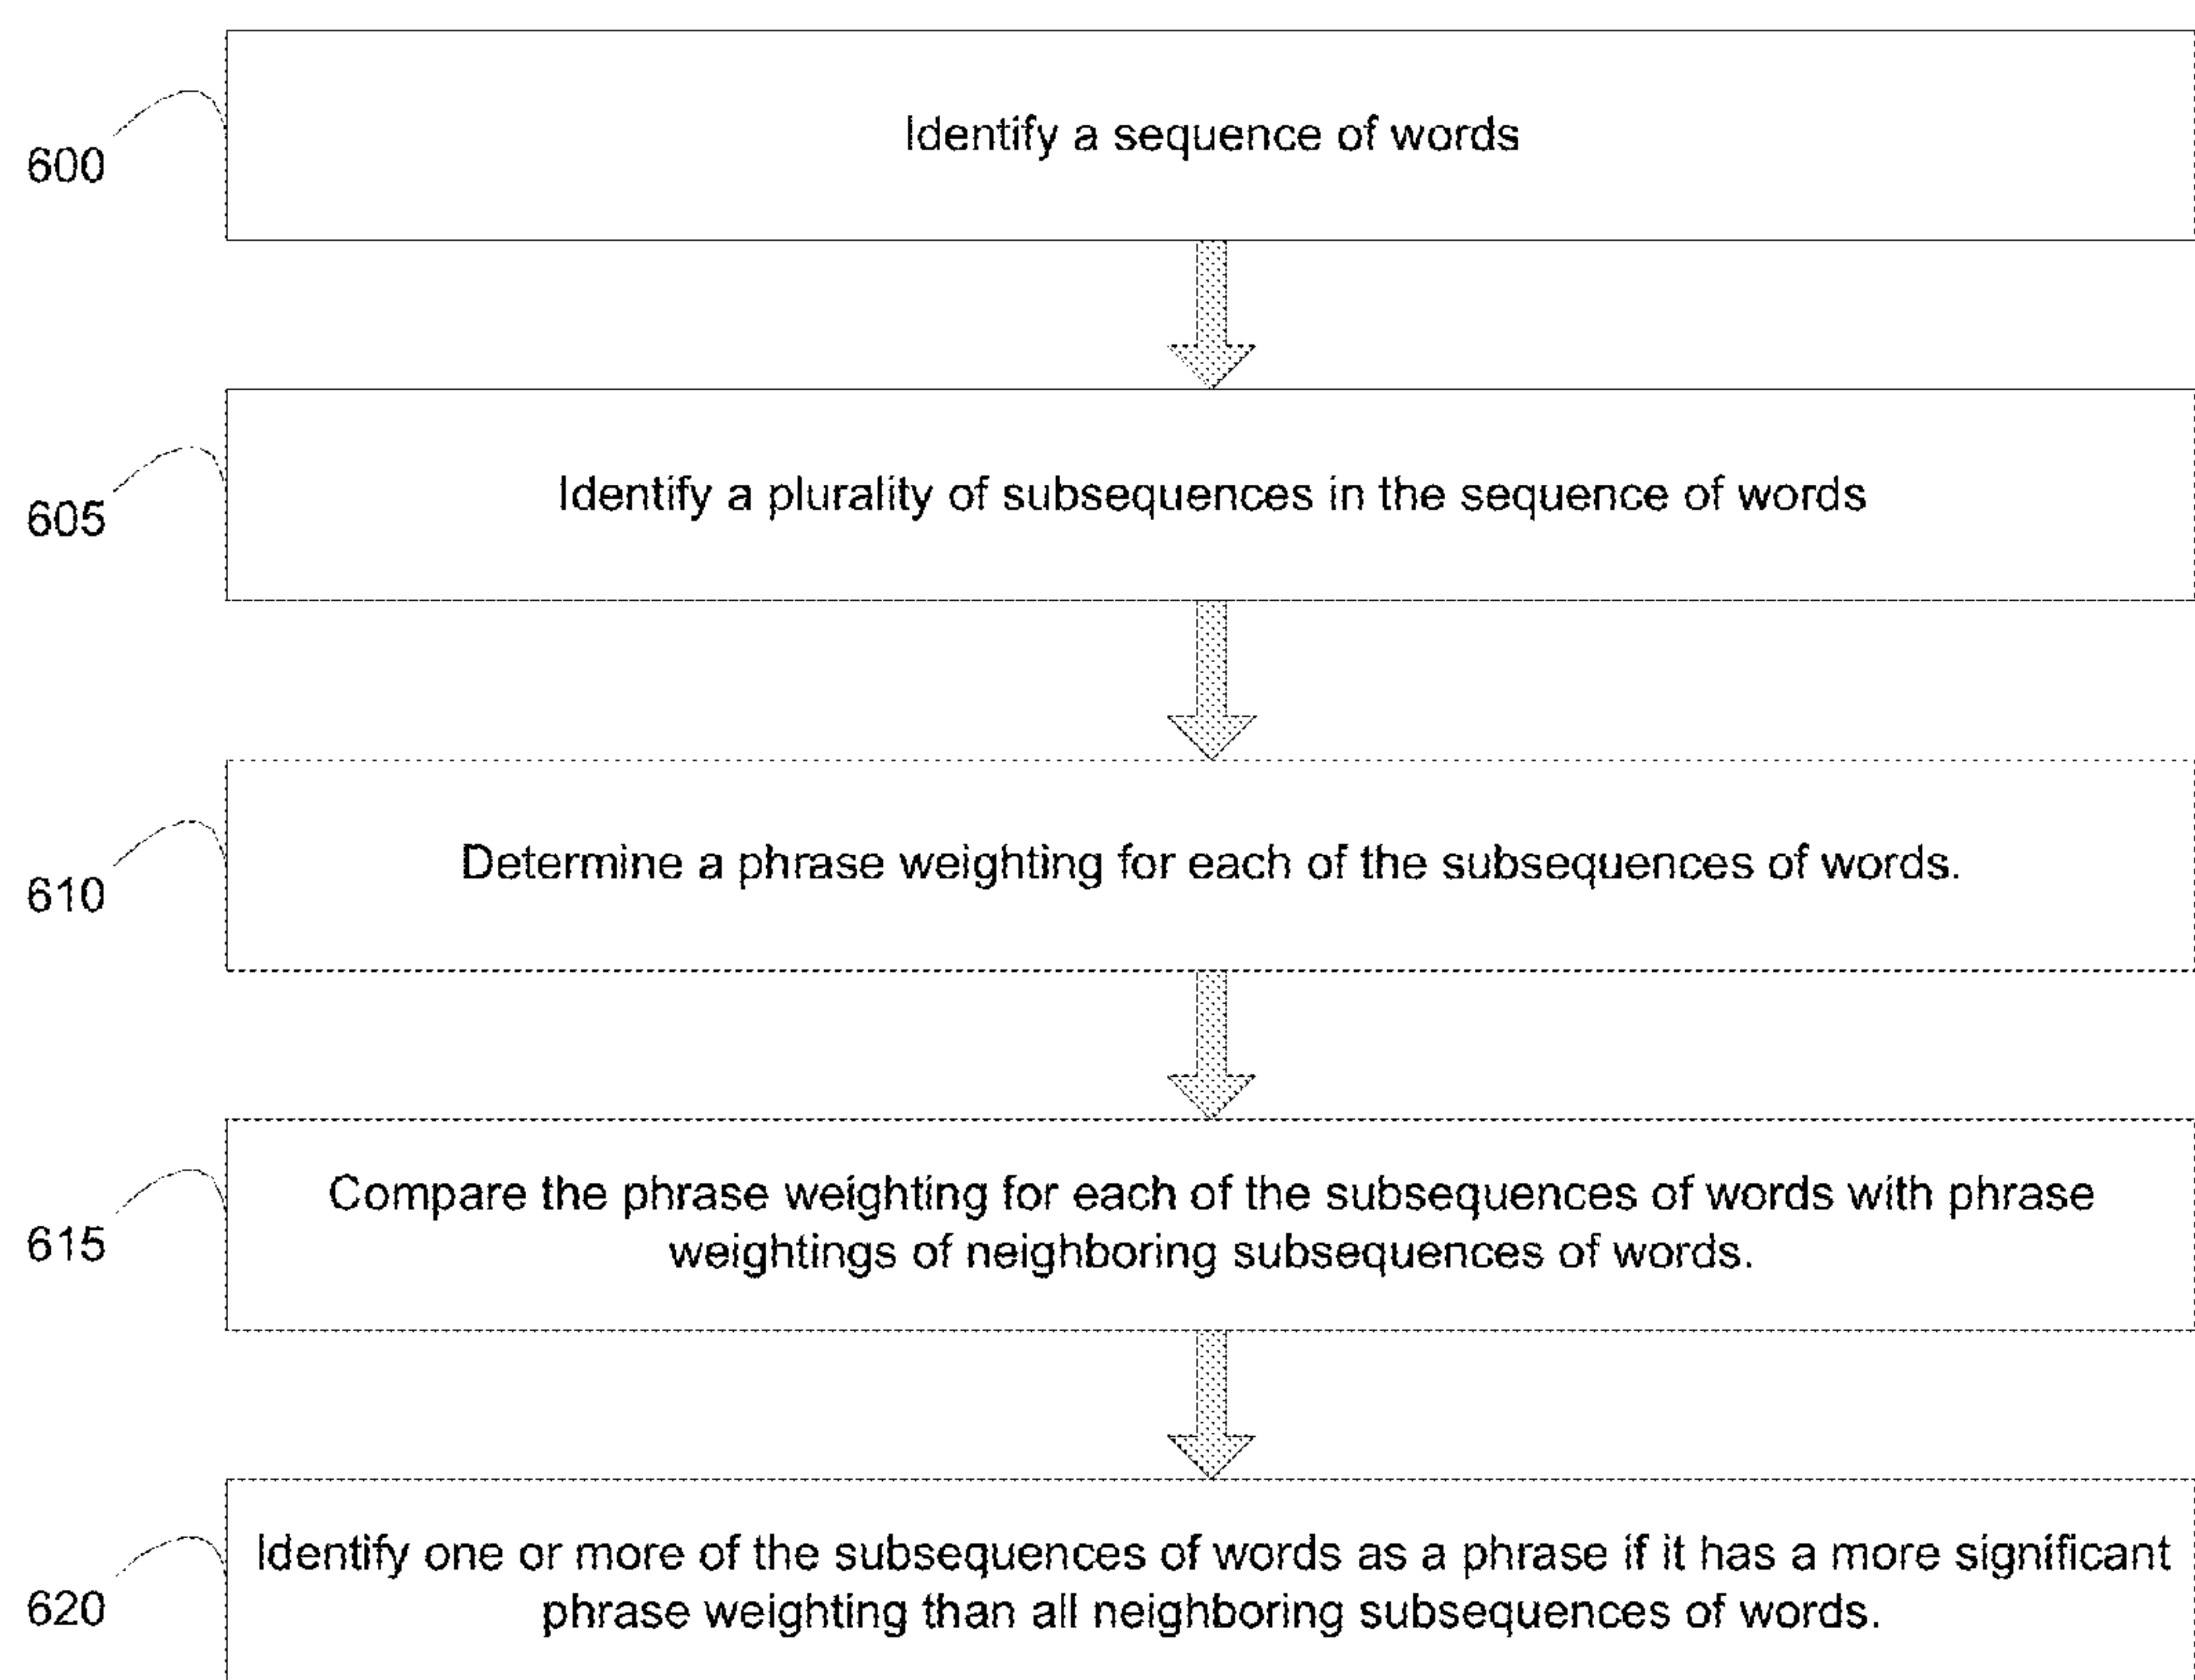 Identify a sequence of words
600
Identify a plurality of subsequences in the sequence of words
605
Determine a phrase weighting for each of the subsequences of words.
610
Compare the phrase weighting for each of the subsequences of words with phrase
weightings of neighboring subsequences of words.
615
Identify one or more of the subsequences of words as a phrase if it has a more significant
phrase weighting than all neighboring subsequences of words.
620